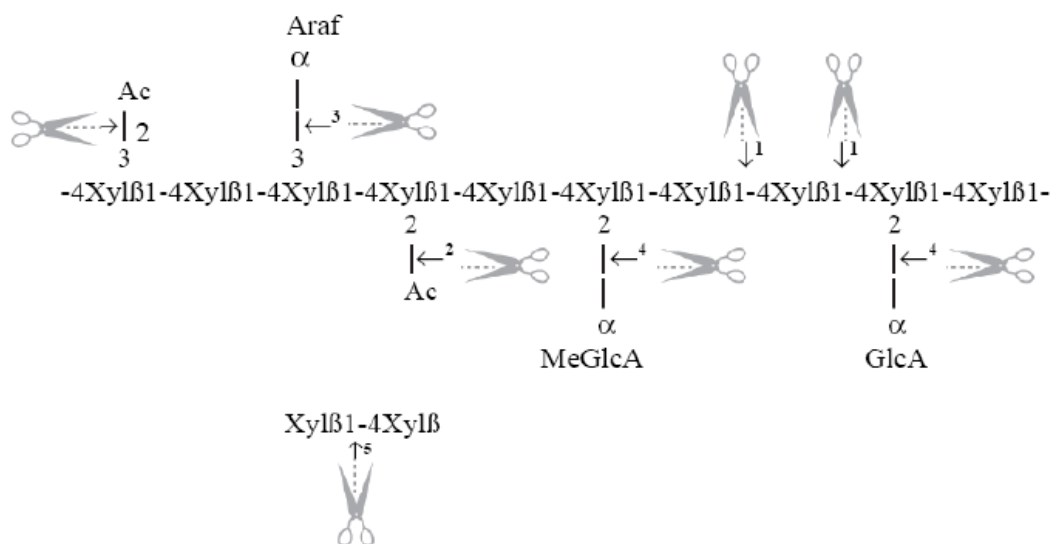 Araf
α
Ac
3
1 1
2
3 3
-4Xylß1-4Xylß1-4Xylß1-4Xylß1-4Xylß1-4Xylß1-4Xylß1-4Xylß1-4Xylß1-4Xylß1-
2 2 2
2 4 4
Ac
α α
MeGlcA GlcA
Xylß1-4Xylß
5